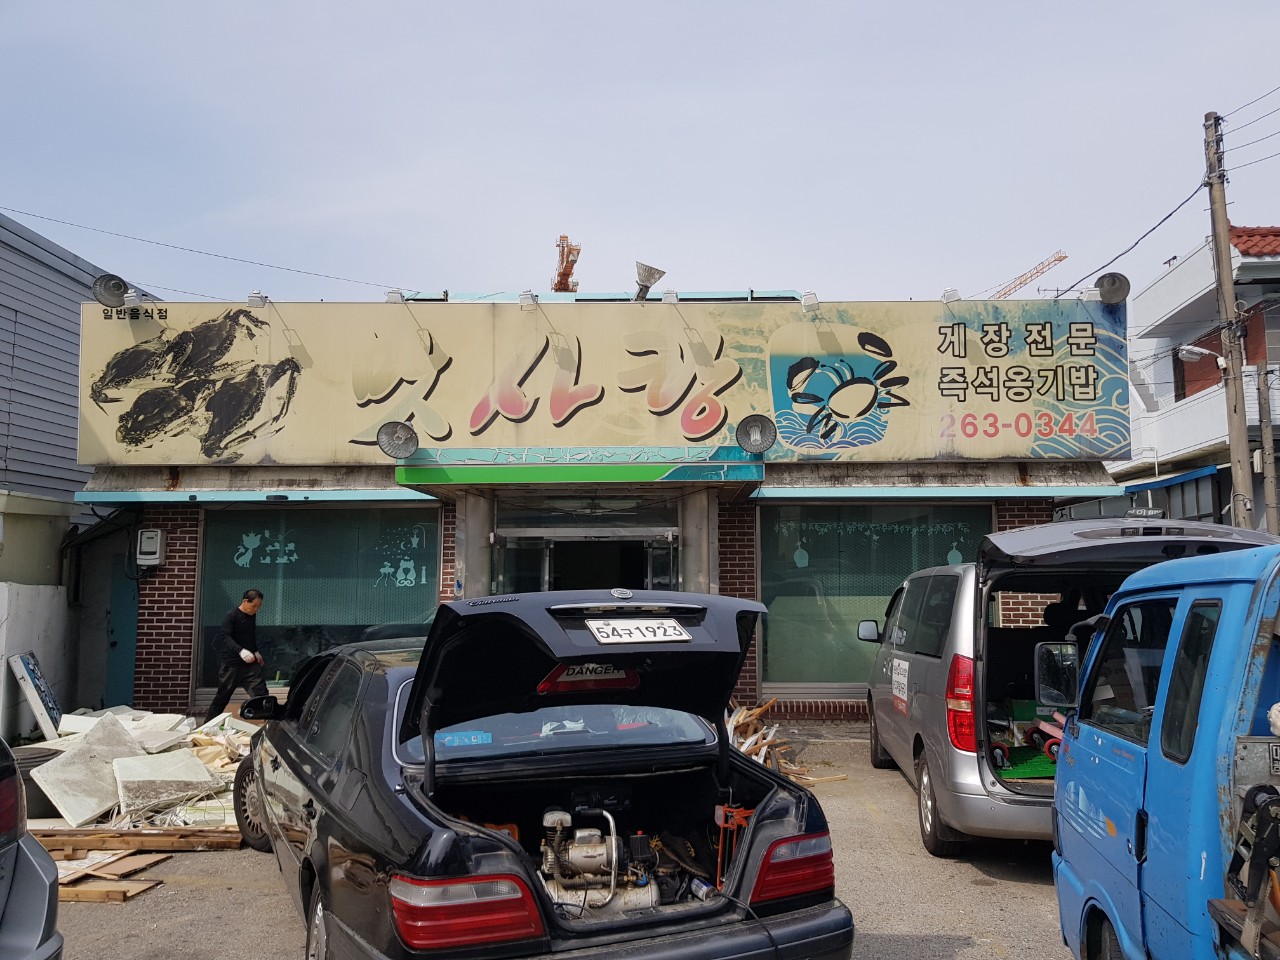 일반음식점
맛사랑
게장전문
즉석옹기밥
263-0344
54구1923
DANGER
Chairman